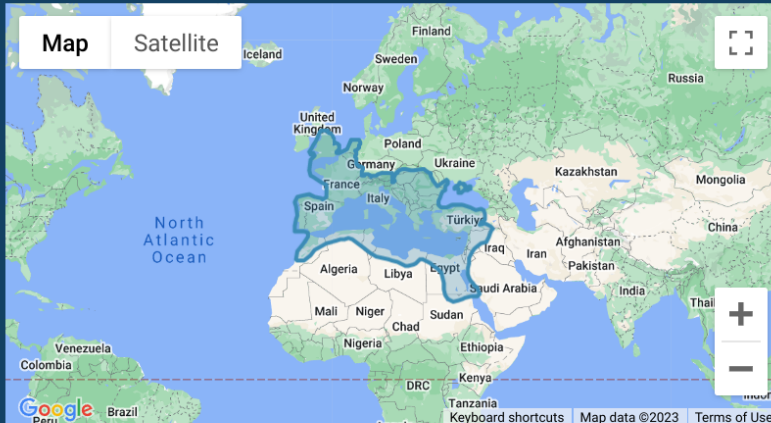 Map
Satellite
Iceland
Finland
Sweden
Norway
Russia
United
Kingdom
Poland
Germany
Ukraine
Kazakhstan
Mongolia
France
Italy
Spain
Türkiye
China
North
Atlantic
Ocean
Iraq
Iran
Afghanistan
Pakistan
Algeria
Libya
Egypt
Saudi Arabia
India
Thai
Mali
Niger
Sudan
Chad
Nigeria
Ethiopia
Venezuela
Colombia
DRC
Kenya
Tanzania
Brazil
Peru
Google
Keyboard shortcuts
Map data ©2023
Terms of Use